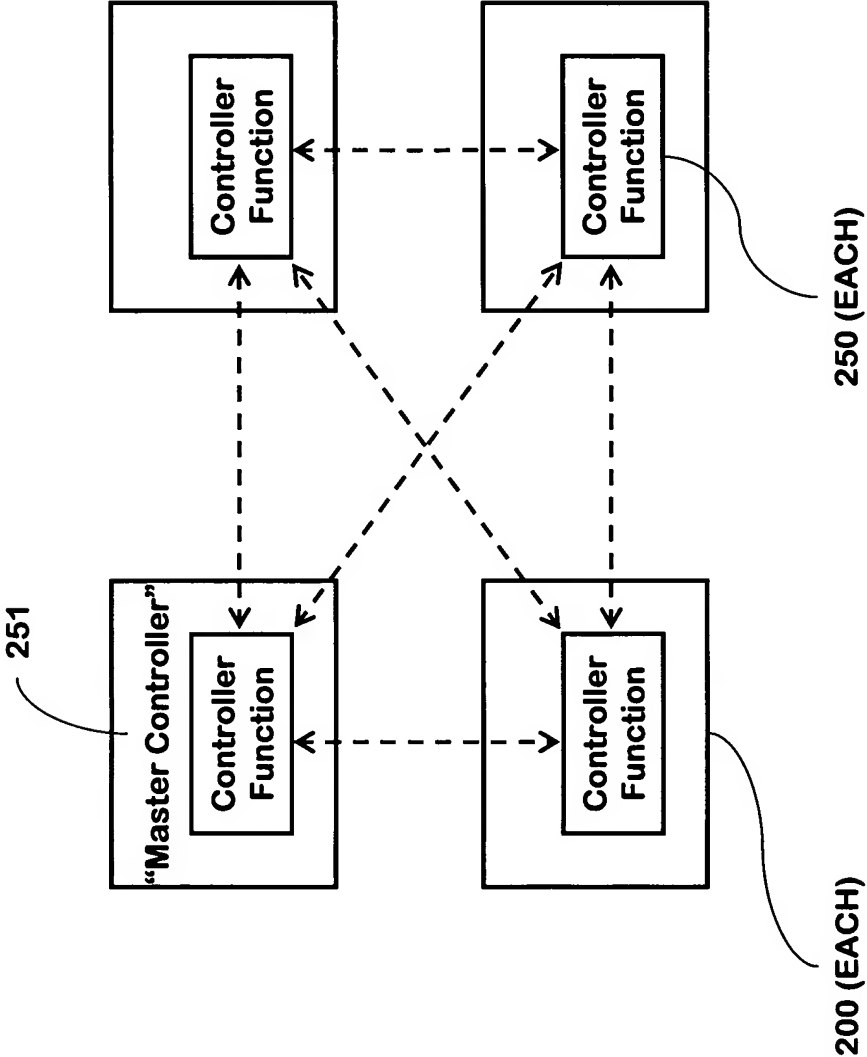 251
“Master Controller”
Controller
Function
Controller
Function
Controller
Function
Controller
Function
200 (EACH)
250 (EACH)